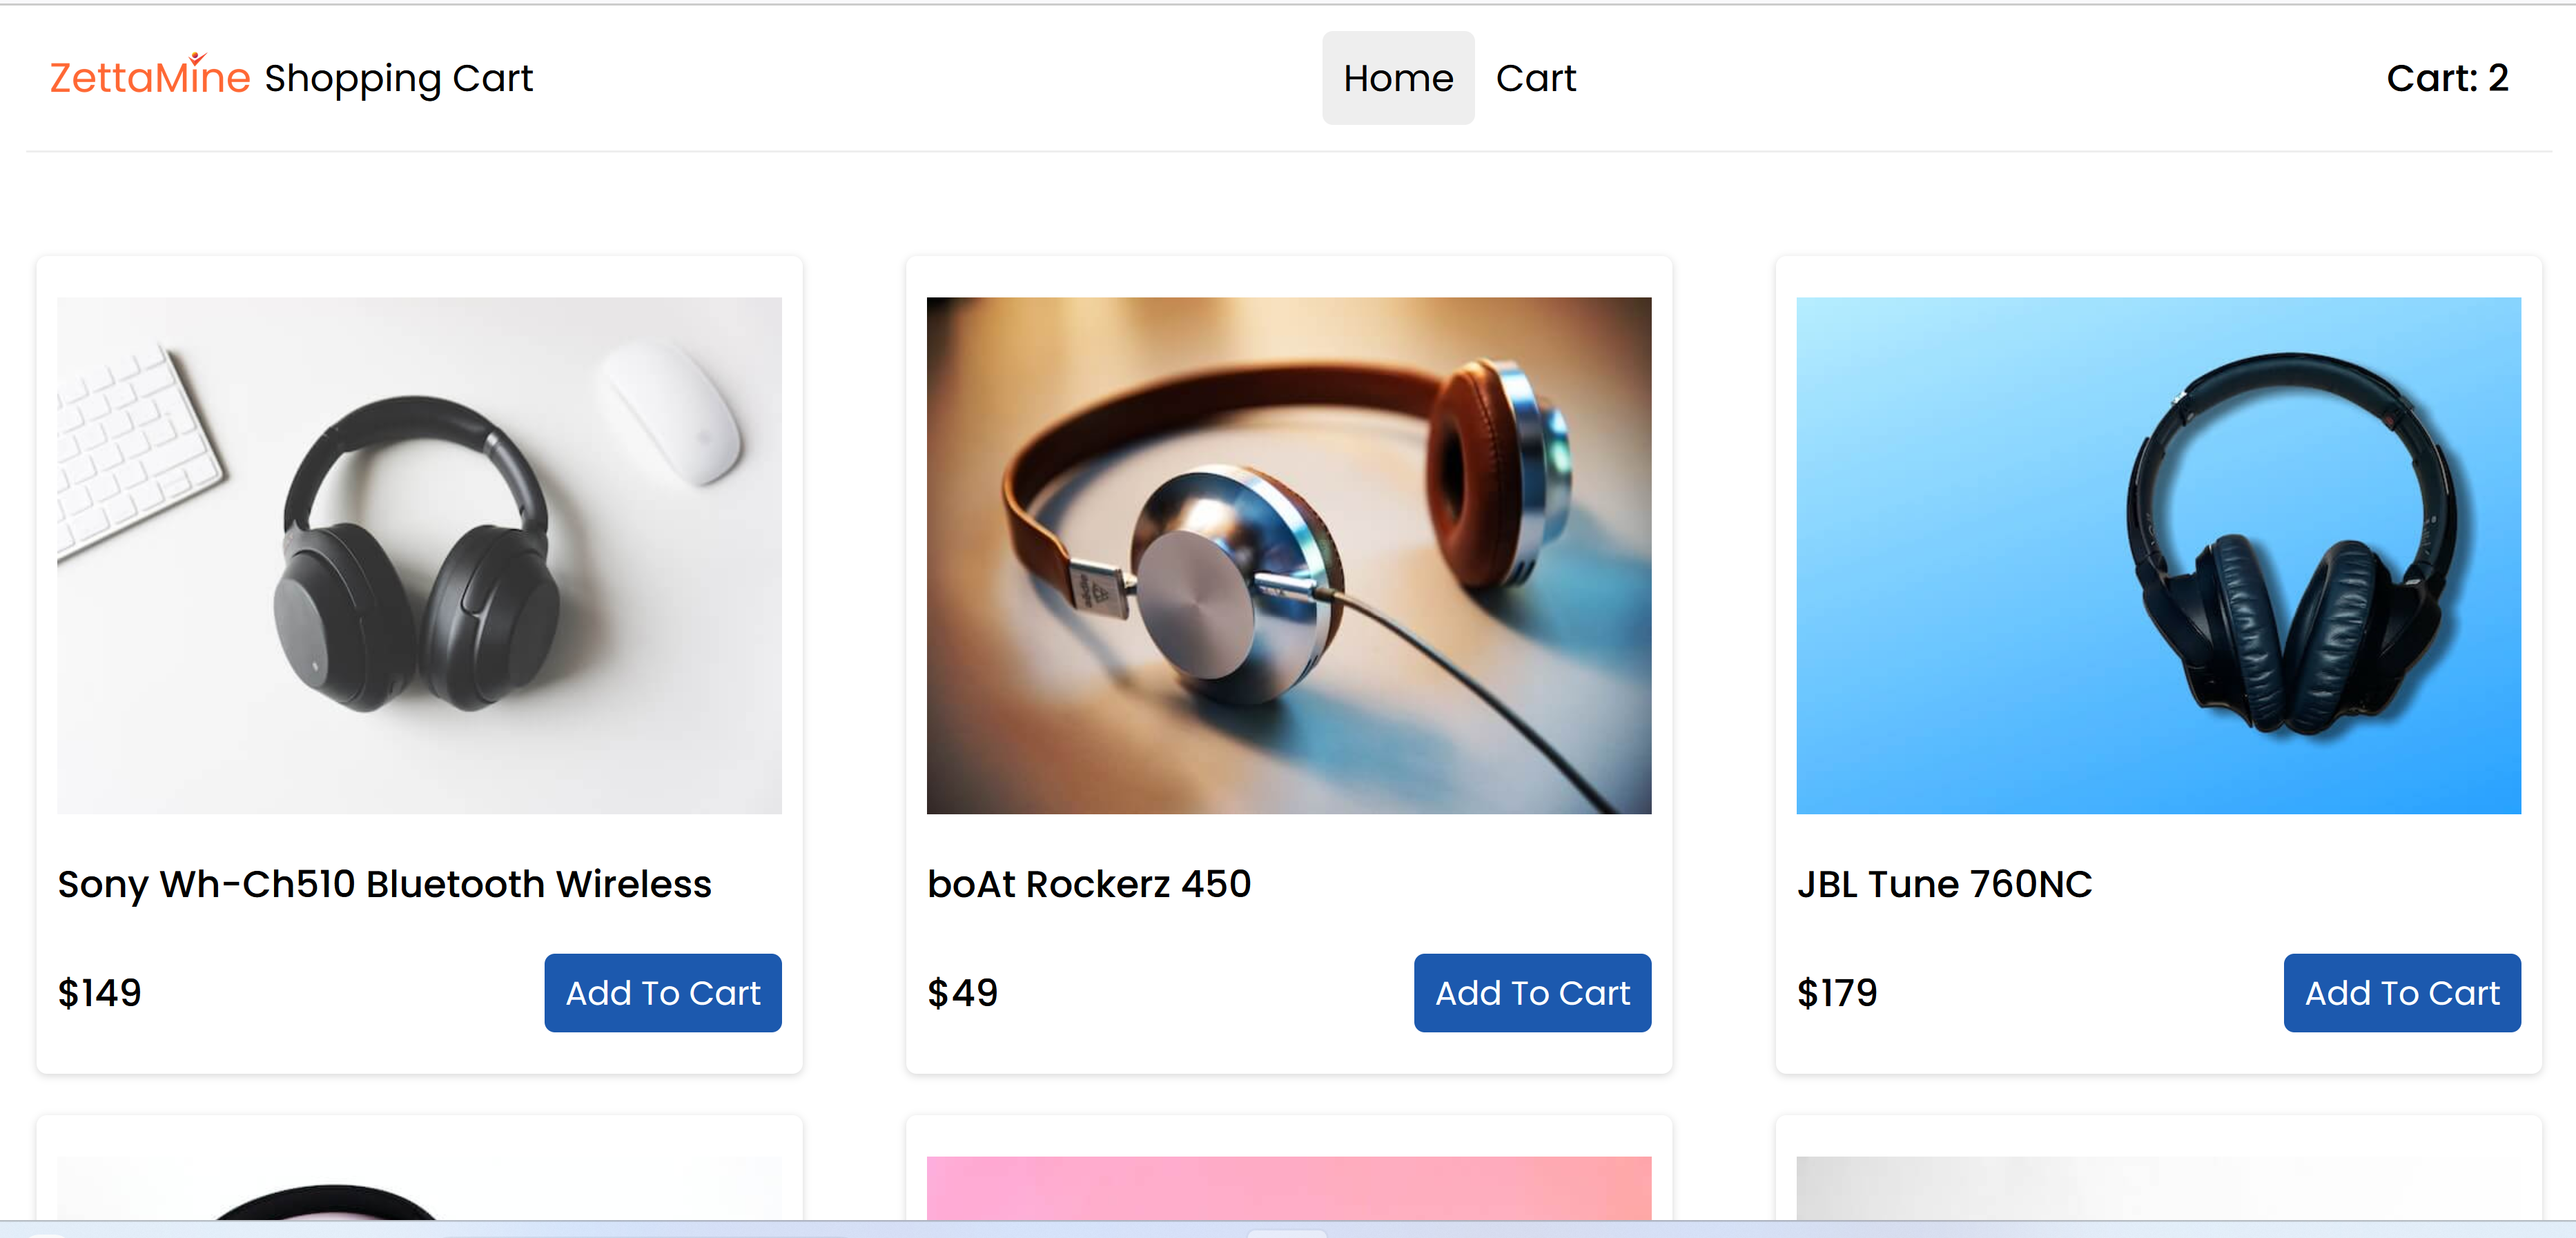 ZettaMine Shopping Cart
Home
Cart
Cart: 2
Sony Wh-Ch510 Bluetooth Wireless
$149
Add To Cart
boAt Rockerz 450
$49
Add To Cart
JBL Tune 760NC
$179
Add To Cart